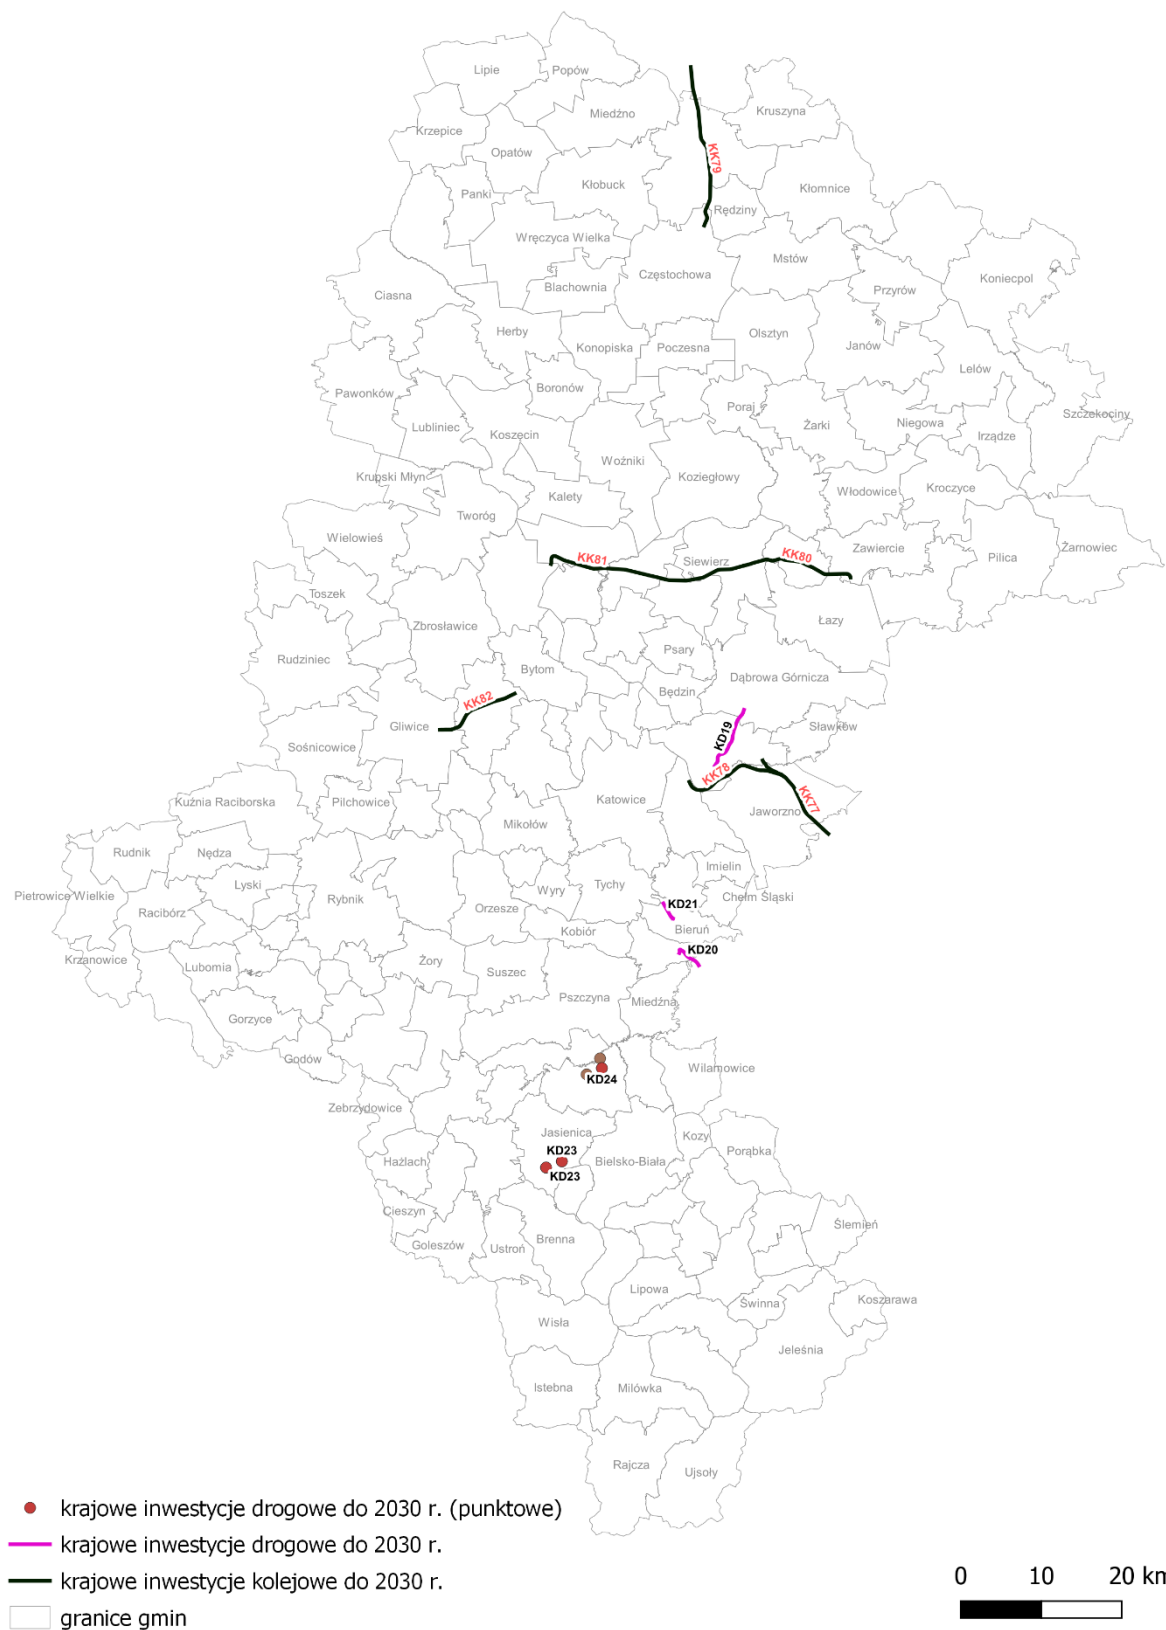 Lipie
Popów
Miedźno
Kruszyna
Krzepice
Opatów
KK79
Kłobuck
Kłomnice
Panki
Rędziny
Wręczyca Wielka
Mstów
Częstochowa
Koniecpol
Blachownia
Przyrów
Ciasna
Herby
Olsztyn
Konopiska
Poczesna
Janów
Lelów
Boronów
Pawonków
Poraj
Szczekociny
Lubliniec
Żarki
Niegowa
Koszęcin
Irządze
Woźniki
Krupski Młyn
Koziegłowy
Kroczyce
Włodowice
Kalety
Tworóg
Wielowieś
Zawiercie
Żarnowiec
KK81
KK80
Siewierz
Pilica
Toszek
Łazy
Zbrosławice
Psary
Rudziniec
Bytom
Dąbrowa Górnicza
Będzin
KK82
Gliwice
Sławków
KD19
Sośnicowice
KK78
Kuźnia Raciborska
Pilchowice
Katowice
KK77
Jaworzno
Mikołów
Rudnik
Nędza
Imielin
Lyski
Tychy
Wyry
Pietrowice Wielkie
Rybnik
Chełm Śląski
KD21
Racibórz
Orzesze
Kobiór
Bieruń
KD20
Krzanowice
Żory
Lubomia
Suszec
Pszczyna
Miedźna
Gorzyce
Godów
Wilamowice
KD24
Zebrzydowice
Jasienica
Kozy
KD23
Porąbka
Hażlach
Bielsko-Biała
KD23
Cieszyn
Ślemień
Goleszów
Ustroń
Brenna
Lipowa
Koszarawa
Świnna
Wisła
Jeleśnia
Istebna
Milówka
Rajcza
Ujsoły
krajowe inwestycje drogowe do 2030 r. (punktowe)
krajowe inwestycje drogowe do 2030 r.
krajowe inwestycje kolejowe do 2030 r.
granice gmin
0 10 20 km